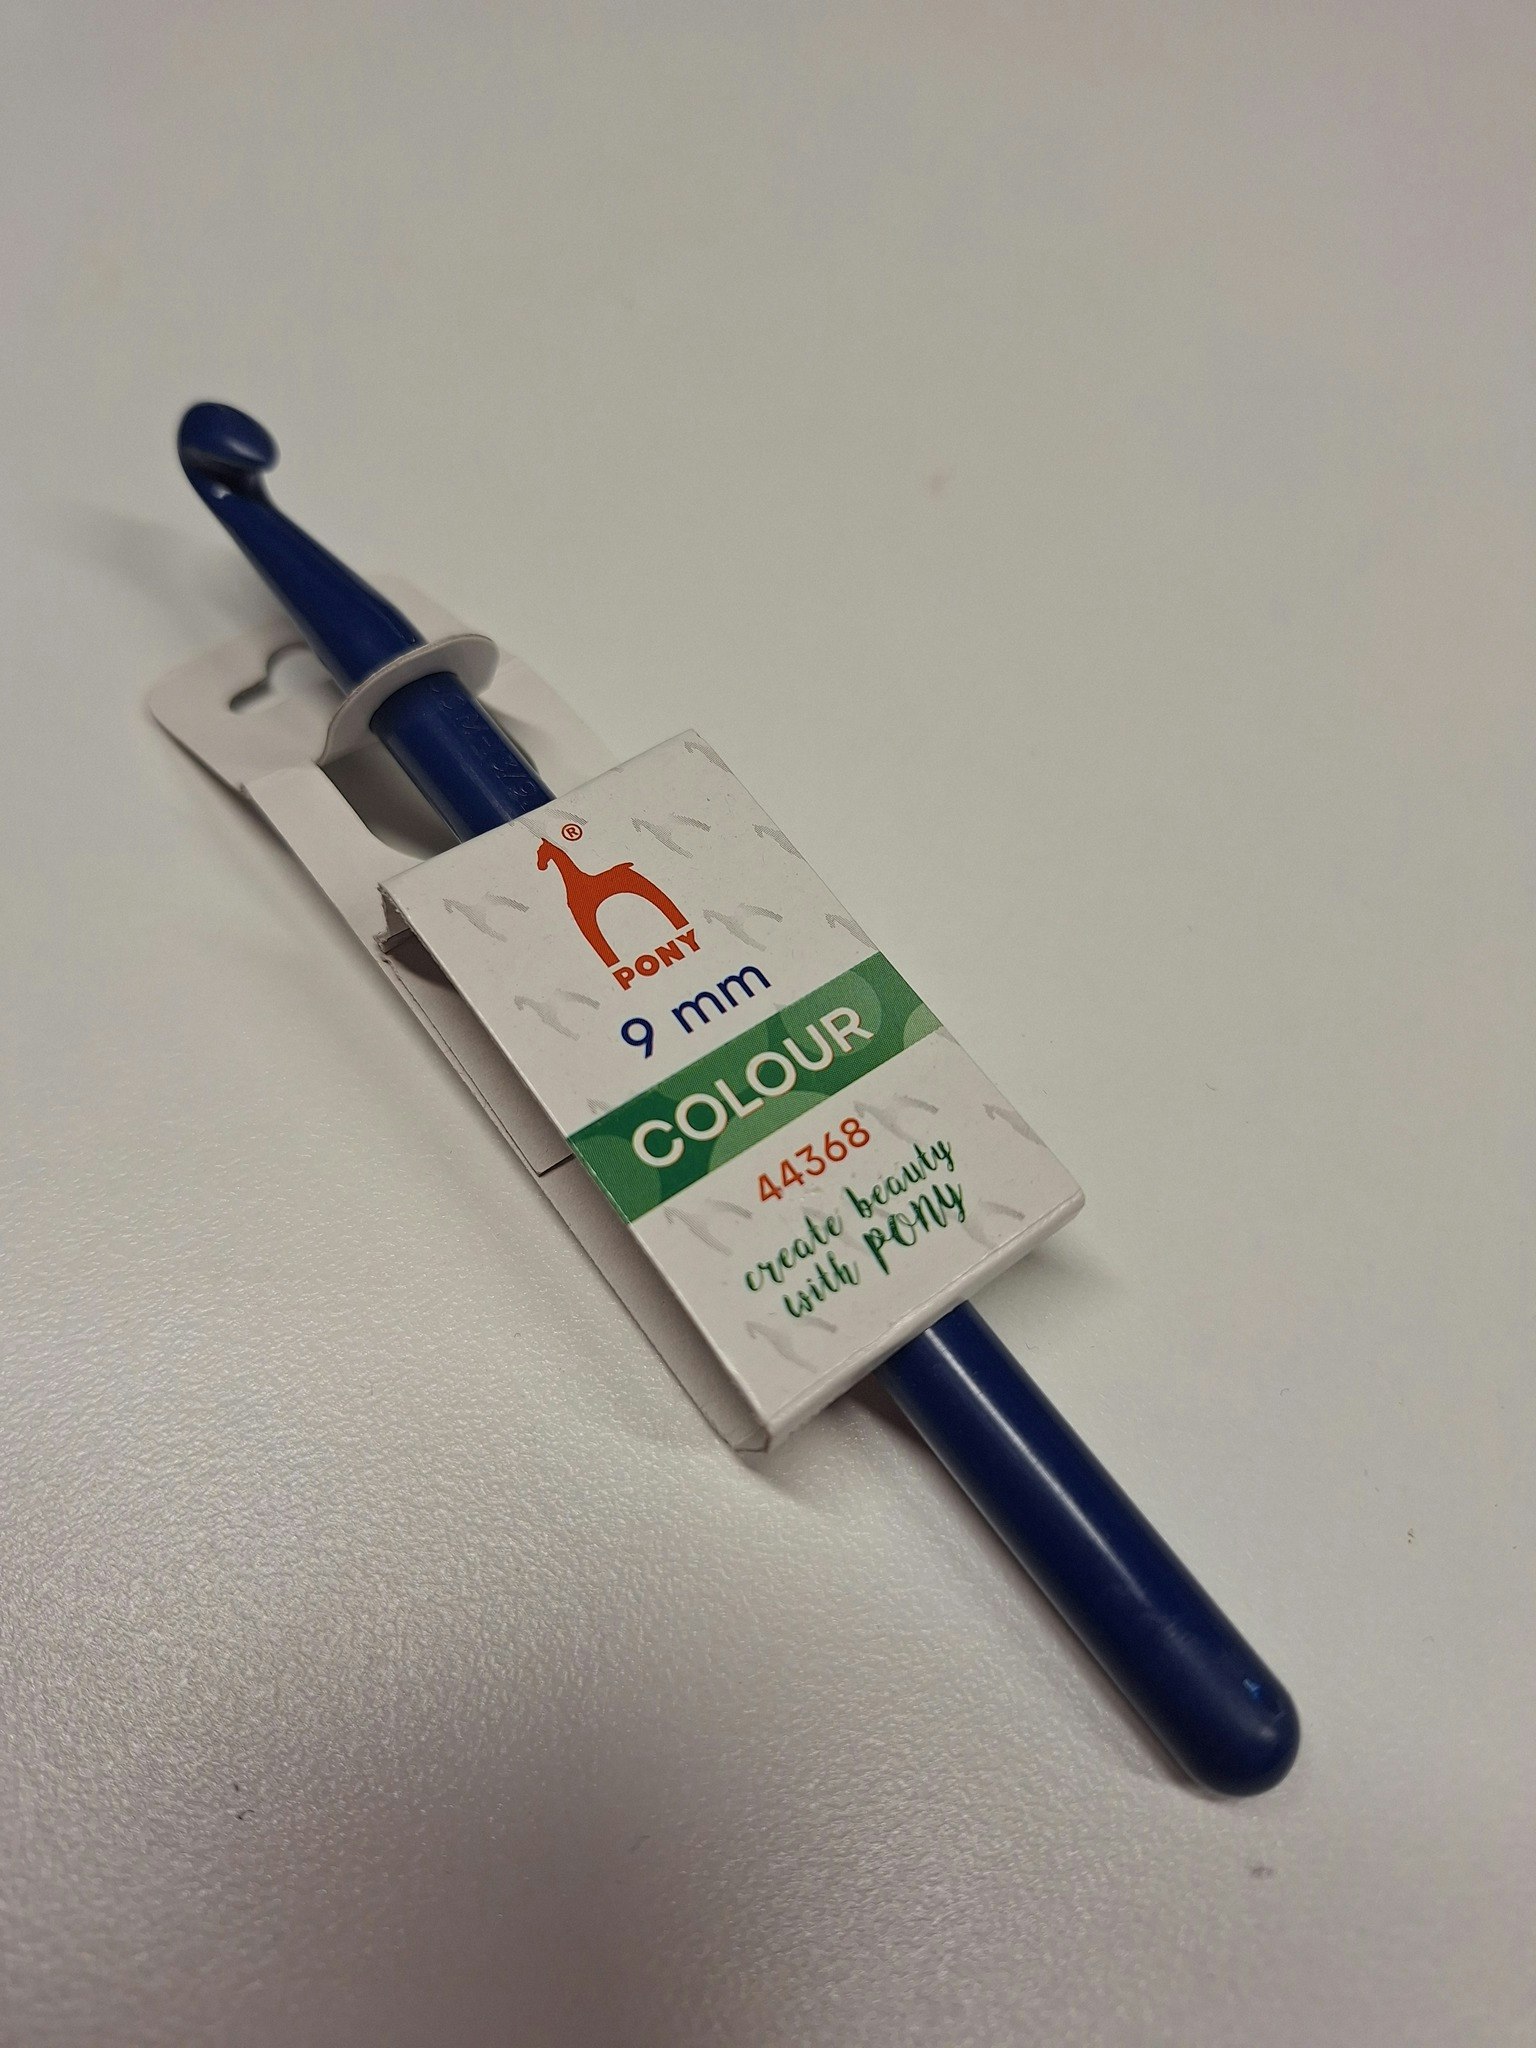 ®
PONY
9 mm
COLOUR
44368
create beauty
with PONY